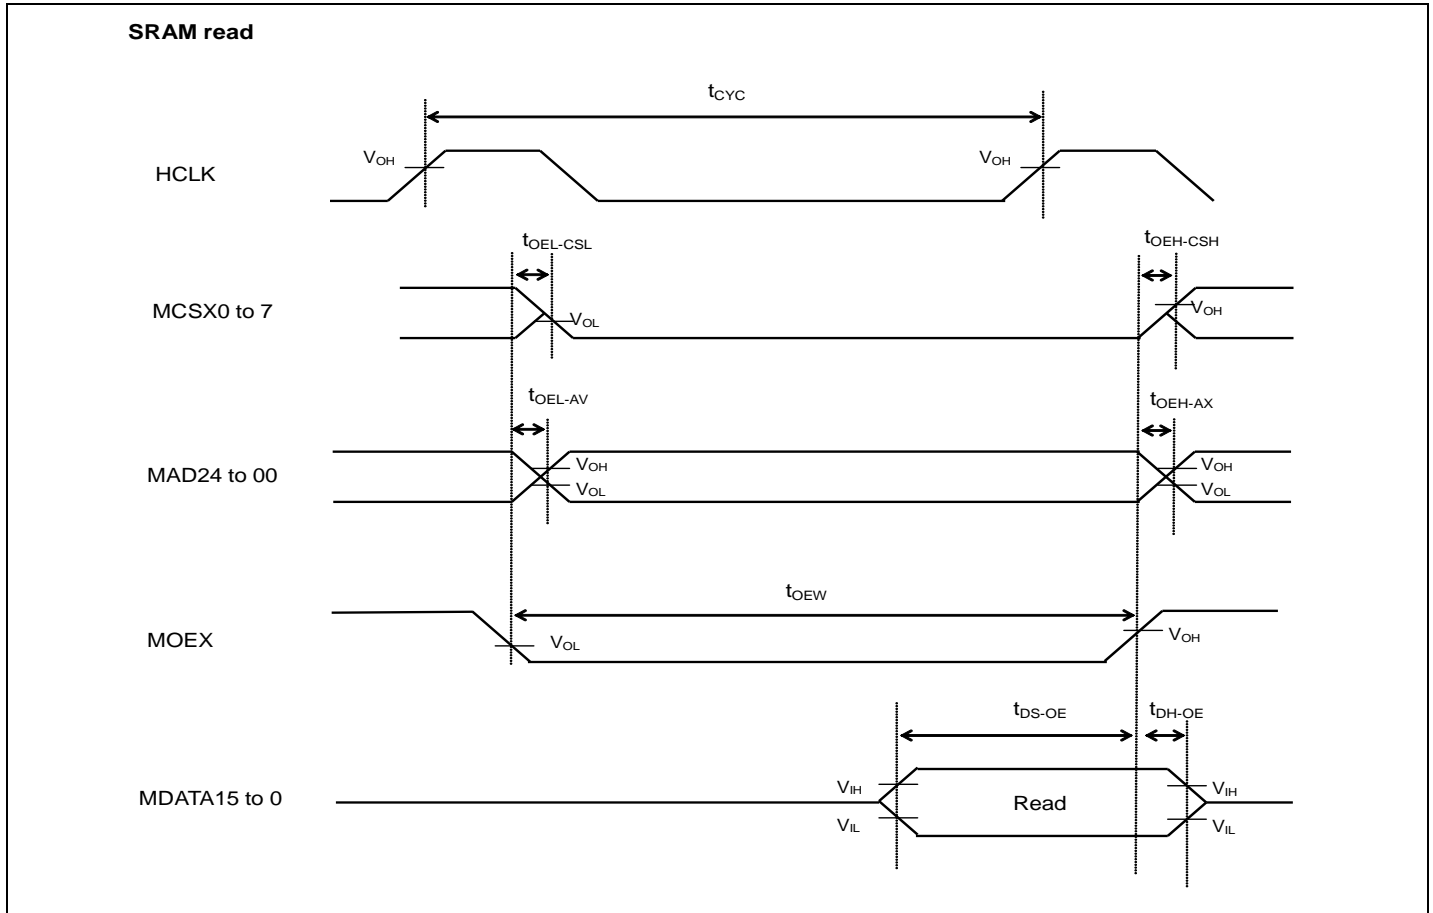 SRAM read
tCYC
VOH
VOH
HCLK
tOEL-CSL
tOEH-CSH
MCSX0 to 7
VOL
VOH
tOEL-AV
tOEH-AX
MAD24 to 00
VOH
VOH
VOL
VOL
tOEW
MOEX
VOL
VOH
tDS-OE
tDH-OE
VIH
VIH
MDATA15 to 0
Read
VIL
VIL